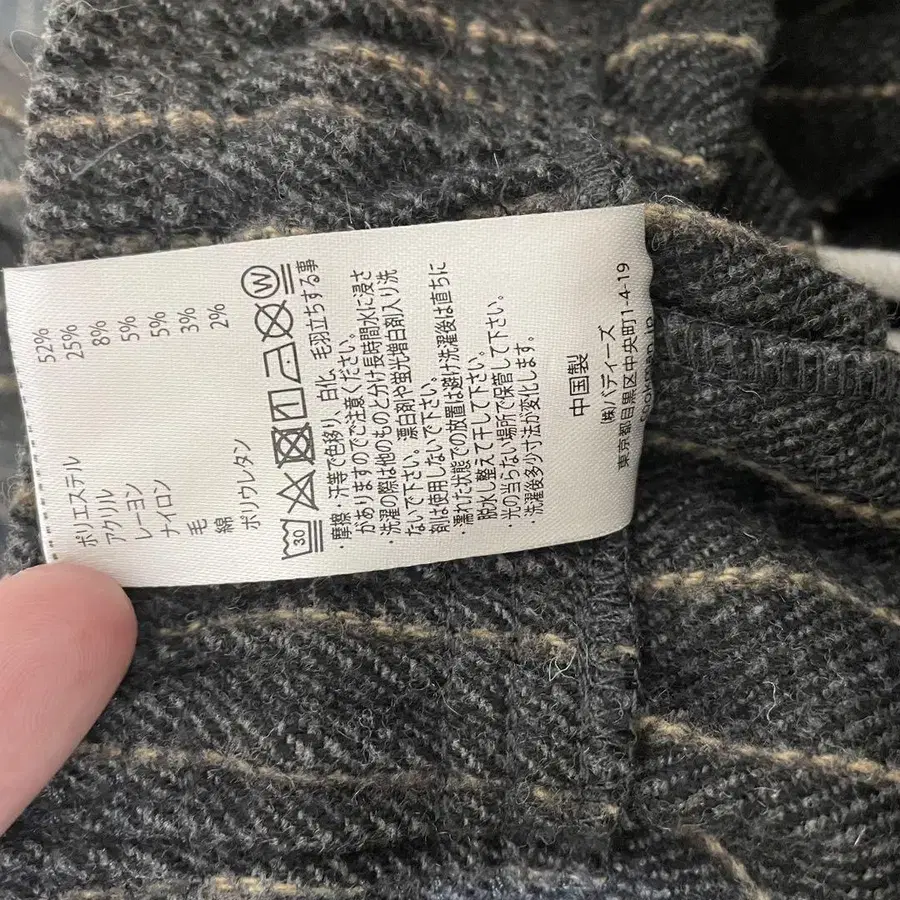 ポリエステル 52%
アクリル 25%
レーヨン 8%
ナイロン 5%
毛 5%
綿 3%
ポリウレタン 2%
30 W
・摩擦・汗等で色移り、白化、毛羽立ちする事
がありますのでご注意ください。
・洗濯の際は他のものと分け長時間水に浸さ
ないで下さい。漂白剤や蛍光増白剤入り洗
剤は使用しないで下さい。
・濡れた状態での放置は避け洗濯後は直ちに
脱水し整えて干して下さい。
・光の当らない場所で保管して下さい。
・洗濯後多少寸法が変化します。
中国製
(株)バディーズ
東京都目黒区中央町1-4-19